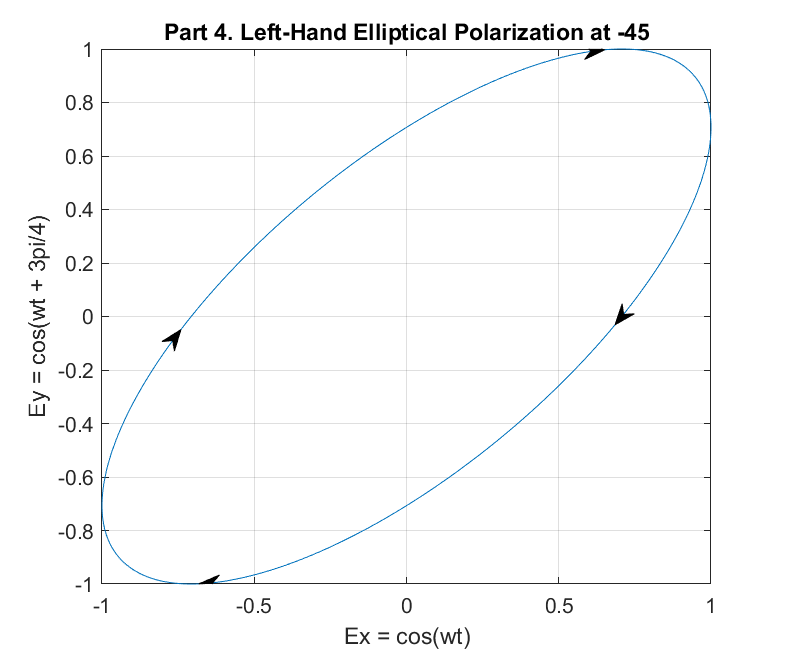 Part 4. Left-Hand Elliptical Polarization at -45
1
0.8
0.6
0.4
0.2
0
-0.2
-0.4
-0.6
-0.8
-1
Ey = cos(wt + 3pi/4)
-1 -0.5 0 0.5 1
Ex = cos(wt)